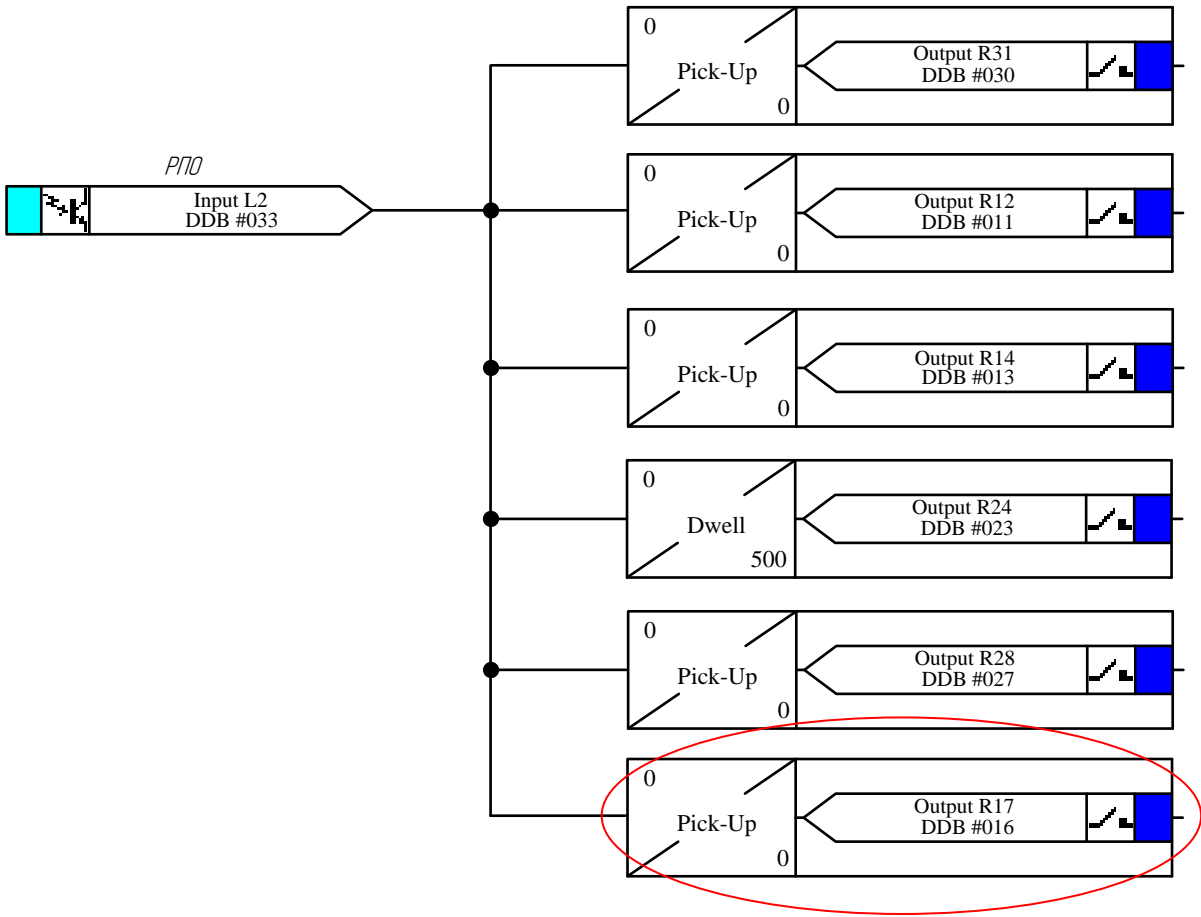 0
Pick-Up
0
Output R31
DDB #030
РПО
Input L2
DDB #033
0
Pick-Up
0
Output R12
DDB #011
0
Pick-Up
0
Output R14
DDB #013
0
Dwell
500
Output R24
DDB #023
0
Pick-Up
0
Output R28
DDB #027
0
Pick-Up
0
Output R17
DDB #016